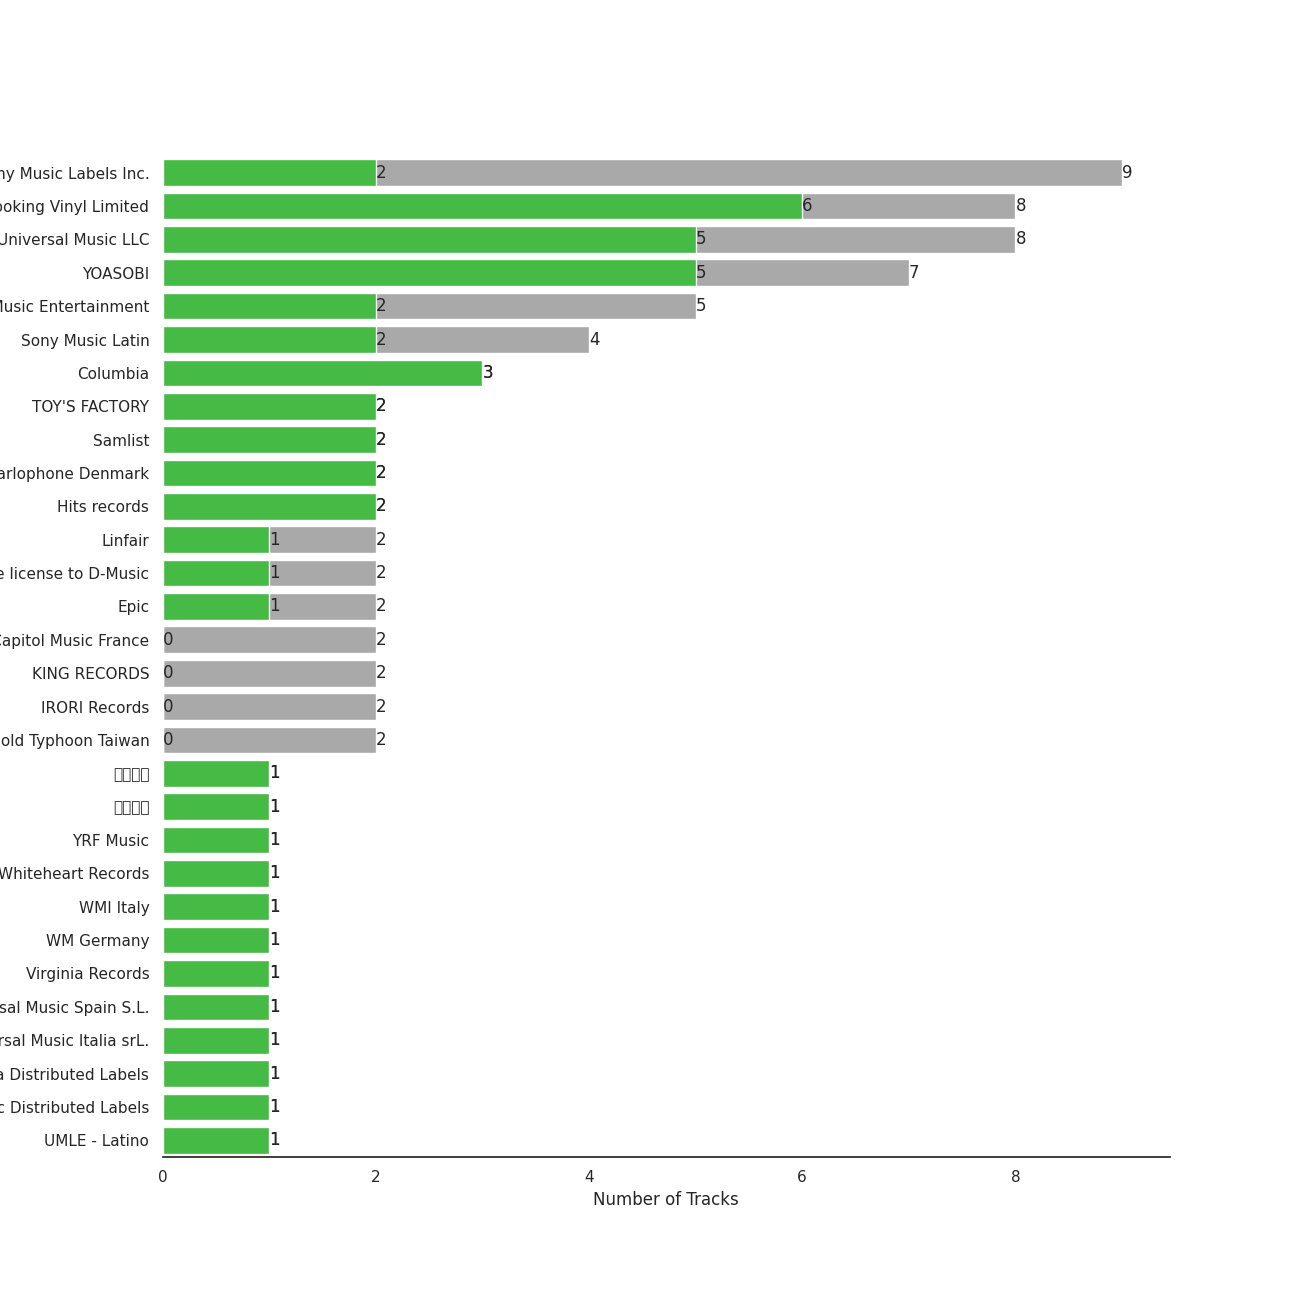 ny Music Labels Inc. 2 9
ooking Vinyl Limited 6 8
Universal Music LLC 5 8
YOASOBI 5 7
Music Entertainment 2 5
Sony Music Latin 2 4
Columbia 3
TOY'S FACTORY 2
Samlist 2
arlophone Denmark 2
Hits records 2
Linfair 1 2
e license to D-Music 1 2
Epic 1 2
Capitol Music France 0 2
KING RECORDS 0 2
IRORI Records 0 2
old Typhoon Taiwan 0 2
1
1
YRF Music 1
Whiteheart Records 1
WMI Italy 1
WM Germany 1
Virginia Records 1
sal Music Spain S.L. 1
rsal Music Italia srL. 1
a Distributed Labels 1
c Distributed Labels 1
UMLE - Latino 1
0 2 4 6 8
Number of Tracks